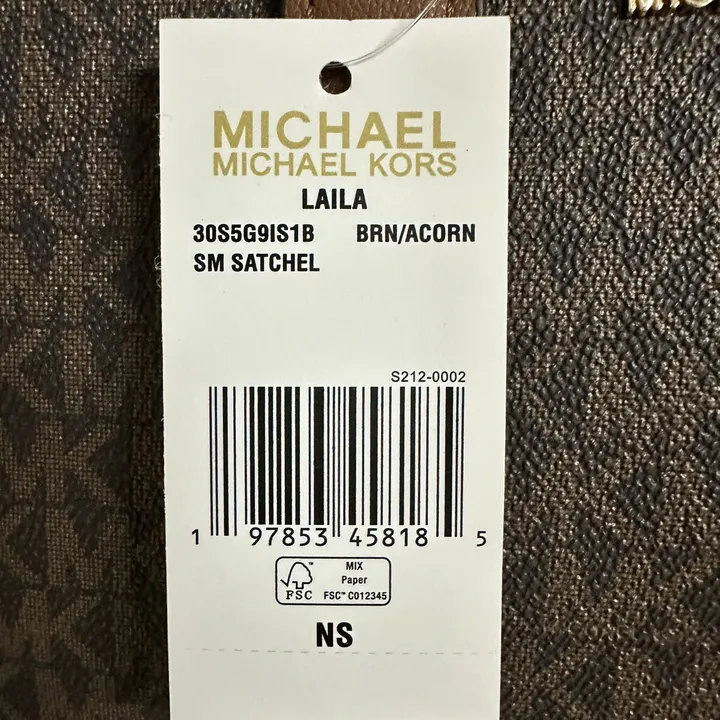 MICHAEL
MICHAEL KORS
LAILA
30S5G9IS1B BRN/ACORN
SM SATCHEL
S212-0002
1 97853 45818 5
MIX
Paper
FSC™ FSC™ C012345
NS